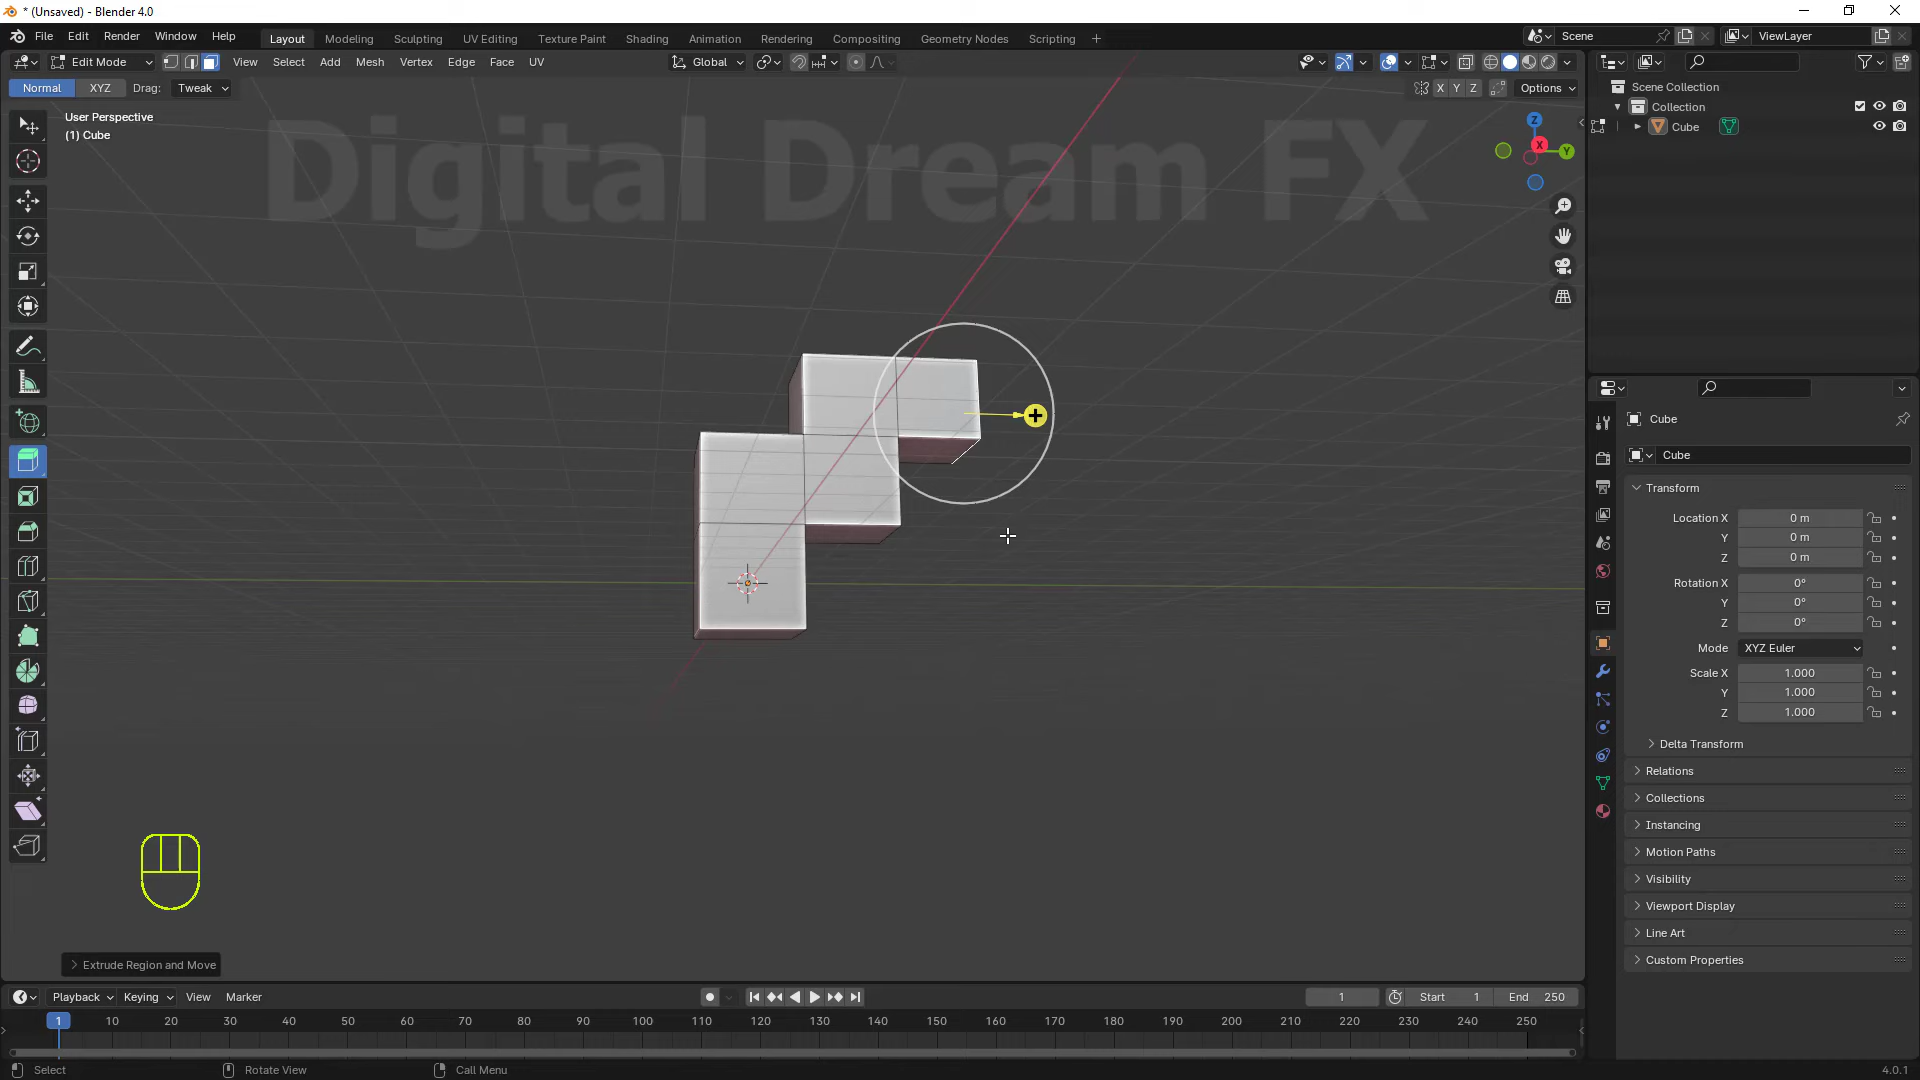 * (Unsaved) - Blender 4.0
File Edit Render Window Help
Layout Modeling Sculpting UV Editing Texture Paint Shading Animation Rendering Compositing Geometry Nodes Scripting +
Scene
ViewLayer
Edit Mode
View Select Add Mesh Vertex Edge Face UV
Global
Normal XYZ Drag: Tweak
X Y Z Options
User Perspective
(1) Cube
Digital Dream FX
Z
X
Y
Scene Collection
Collection
Cube
Cube
Cube
Transform
Location X 0 m
Y 0 m
Z 0 m
Rotation X 0°
Y 0°
Z 0°
Mode XYZ Euler
Scale X 1.000
Y 1.000
Z 1.000
Delta Transform
Relations
Collections
Instancing
Motion Paths
Visibility
Viewport Display
Line Art
Custom Properties
Extrude Region and Move
Playback Keying View Marker
1 Start 1 End 250
1 10 20 30 40 50 60 70 80 90 100 110 120 130 140 150 160 170 180 190 200 210 220 230 240 250
Select Rotate View Call Menu 4.0.1